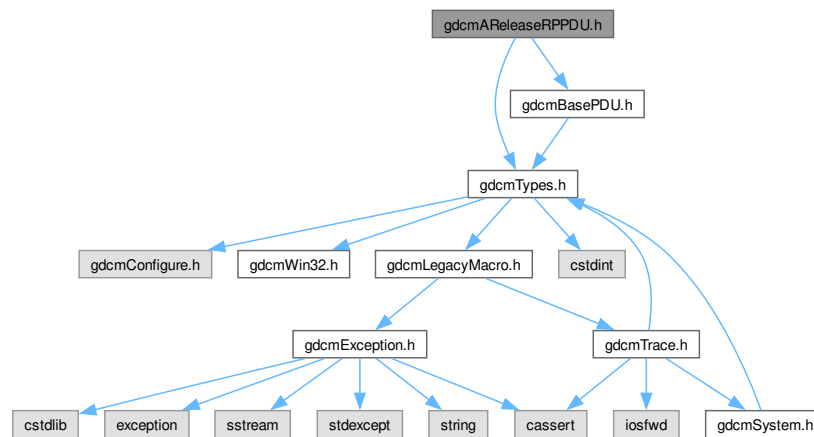 gdcmAReleaseRPPDU.h
gdcmBasePDU.h
gdcmTypes.h
gdcmConfigure.h
gdcmWin32.h
gdcmLegacyMacro.h
cstdint
gdcmException.h
gdcmTrace.h
cstdlib
exception
sstream
stdexcept
string
cassert
iosfwd
gdcmSystem.h